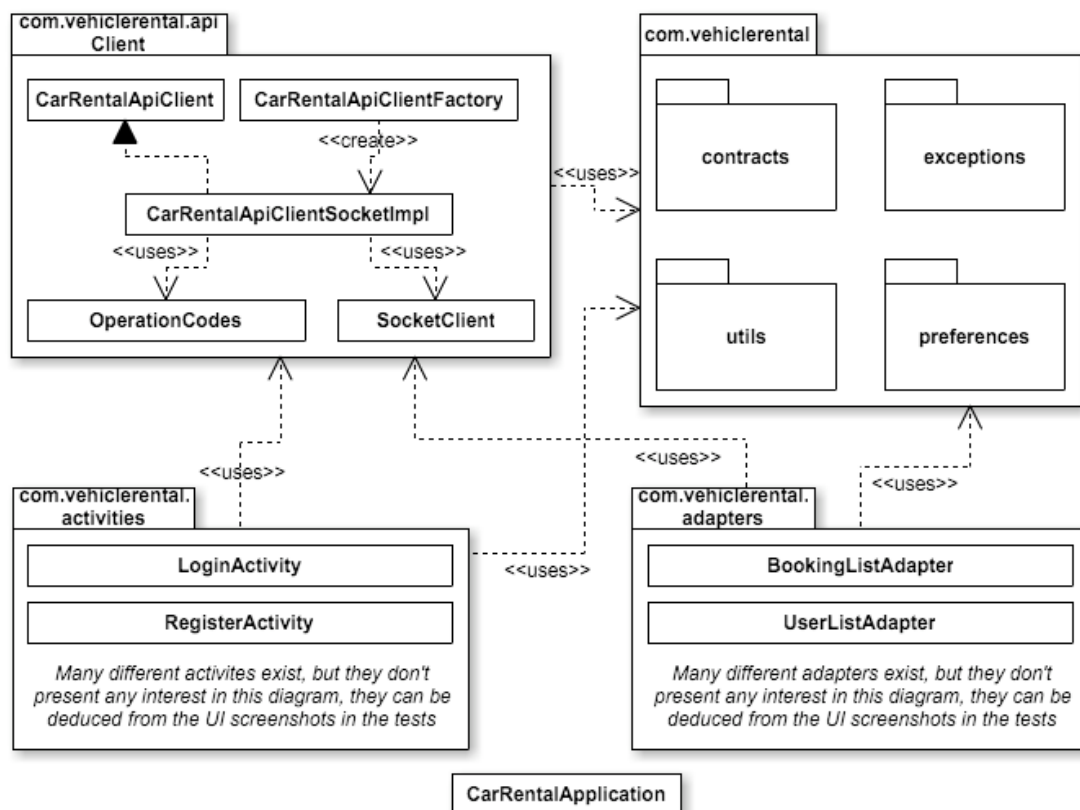 com.vehiclerental.api
Client
CarRentalApiClient
CarRentalApiClientFactory
<<create>>
CarRentalApiClientSocketImpl
<<uses>>
<<uses>>
OperationCodes
SocketClient
<<uses>>
com.vehiclerental
contracts
exceptions
utils
preferences
<<uses>>
<<uses>>
<<uses>>
<<uses>>
com.vehiclerental.
activities
LoginActivity
RegisterActivity
Many different activites exist, but they don't
present any interest in this diagram, they can be
deduced from the UI screenshots in the tests
com.vehiclerental.
adapters
BookingListAdapter
UserListAdapter
Many different adapters exist, but they don't
present any interest in this diagram, they can be
deduced from the UI screenshots in the tests
CarRentalApplication